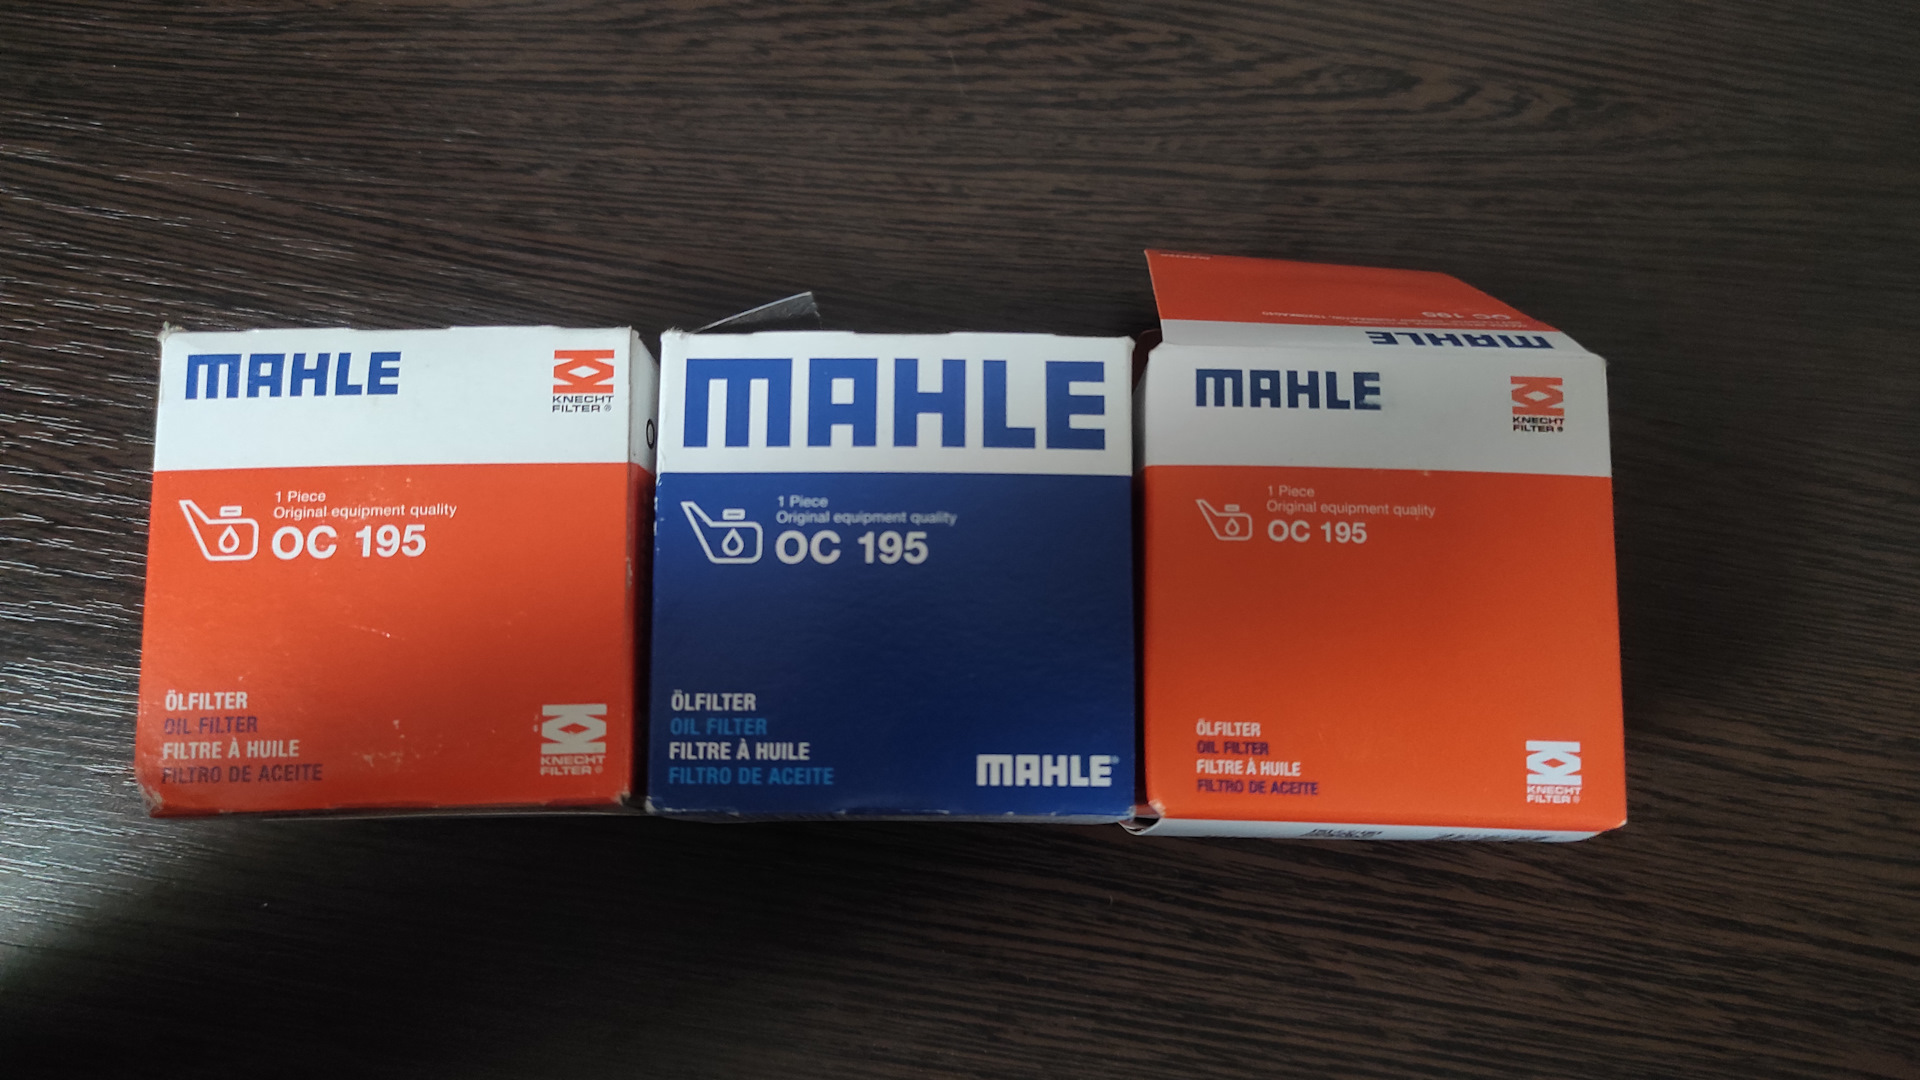 MAHLE
KNECHT
FILTER®
1 Piece
Original equipment quality
OC 195
ÖLFILTER
OIL FILTER
FILTRE À HUILE
FILTRO DE ACEITE
KNECHT
FILTER®
MAHLE
1 Piece
Original equipment quality
OC 195
ÖLFILTER
OIL FILTER
FILTRE À HUILE
FILTRO DE ACEITE
MAHLE®
OC 195
MAHLE
MAHLE
KNECHT
FILTER®
1 Piece
Original equipment quality
OC 195
ÖLFILTER
OIL FILTER
FILTRE À HUILE
FILTRO DE ACEITE
KNECHT
FILTER®